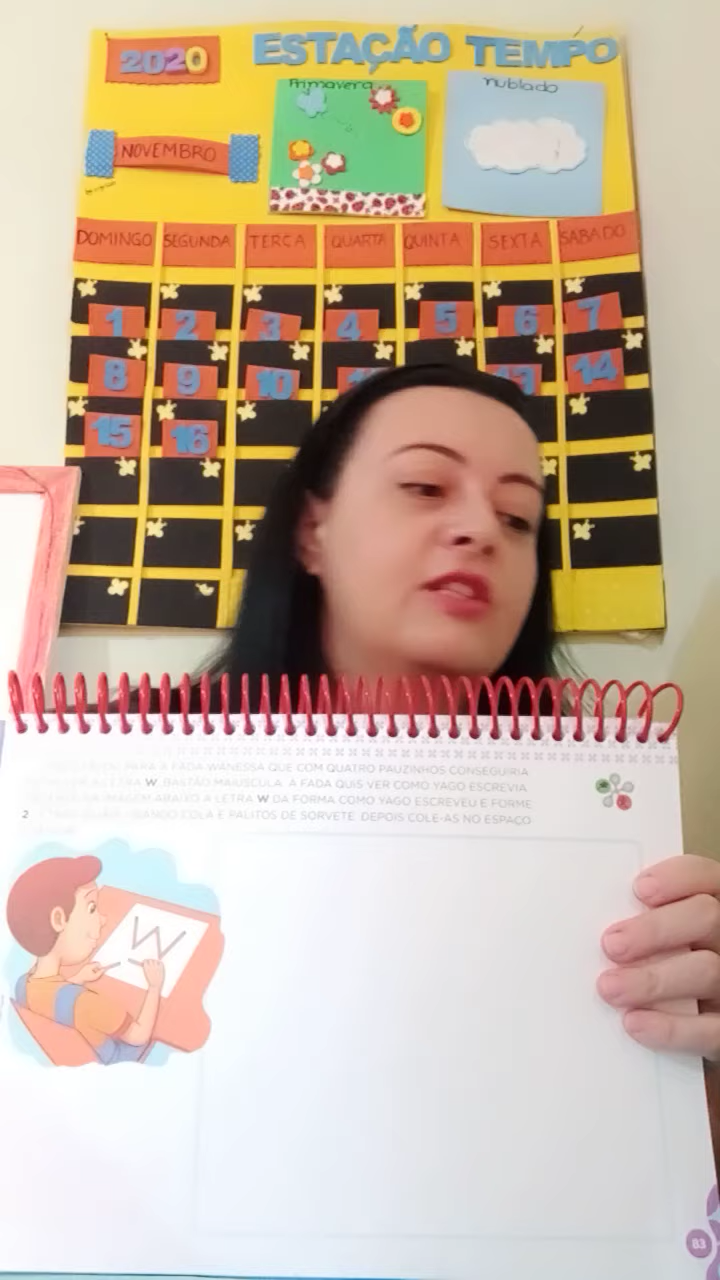 2020 ESTAÇÃO TEMPO
Primavera nublado
NOVEMBRO
DOMINGO SEGUNDA TERÇA QUARTA QUINTA SEXTA SÁBADO
1 2 3 4 5 6 7
8 9 10 13 14
15 16
PARA A FADA WANESSA QUE COM QUATRO PAUZINHOS CONSEGUIRIA
A LETRA W, BASTÃO MAIÚSCULA. A FADA QUIS VER COMO YAGO ESCREVIA
IMAGEM ABAIXO A LETRA W DA FORMA COMO YAGO ESCREVEU E FORME
2 USANDO COLA E PALITOS DE SORVETE. DEPOIS COLE-AS NO ESPAÇO
W
83